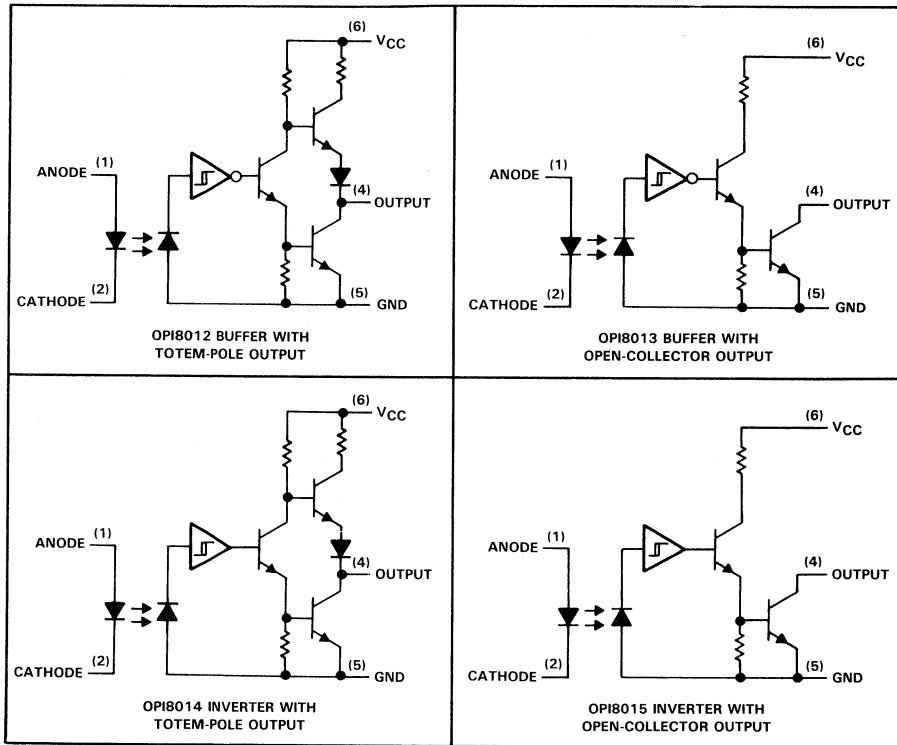 (6)
VCC
(1)
ANODE
(4)
OUTPUT
(2)
CATHODE
(5)
GND
OPI8012 BUFFER WITH
TOTEM-POLE OUTPUT
(6)
VCC
(1)
ANODE
(4)
OUTPUT
(2)
CATHODE
(5)
GND
OPI8013 BUFFER WITH
OPEN-COLLECTOR OUTPUT
(6)
VCC
(1)
ANODE
(4)
OUTPUT
(2)
CATHODE
(5)
GND
OPI8014 INVERTER WITH
TOTEM-POLE OUTPUT
(6)
VCC
(1)
ANODE
(4)
OUTPUT
(2)
CATHODE
(5)
GND
OPI8015 INVERTER WITH
OPEN-COLLECTOR OUTPUT